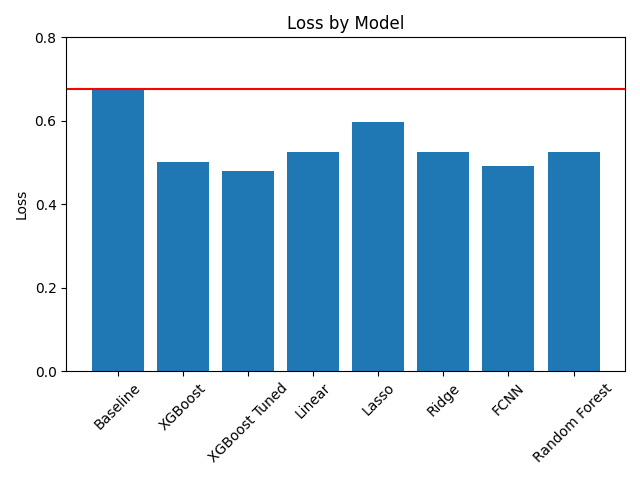 Loss by Model
0.8
0.6
0.4
0.2
0.0
Loss
Baseline
XGBoost
XGBoost Tuned
Linear
Lasso
Ridge
FCNN
Random Forest